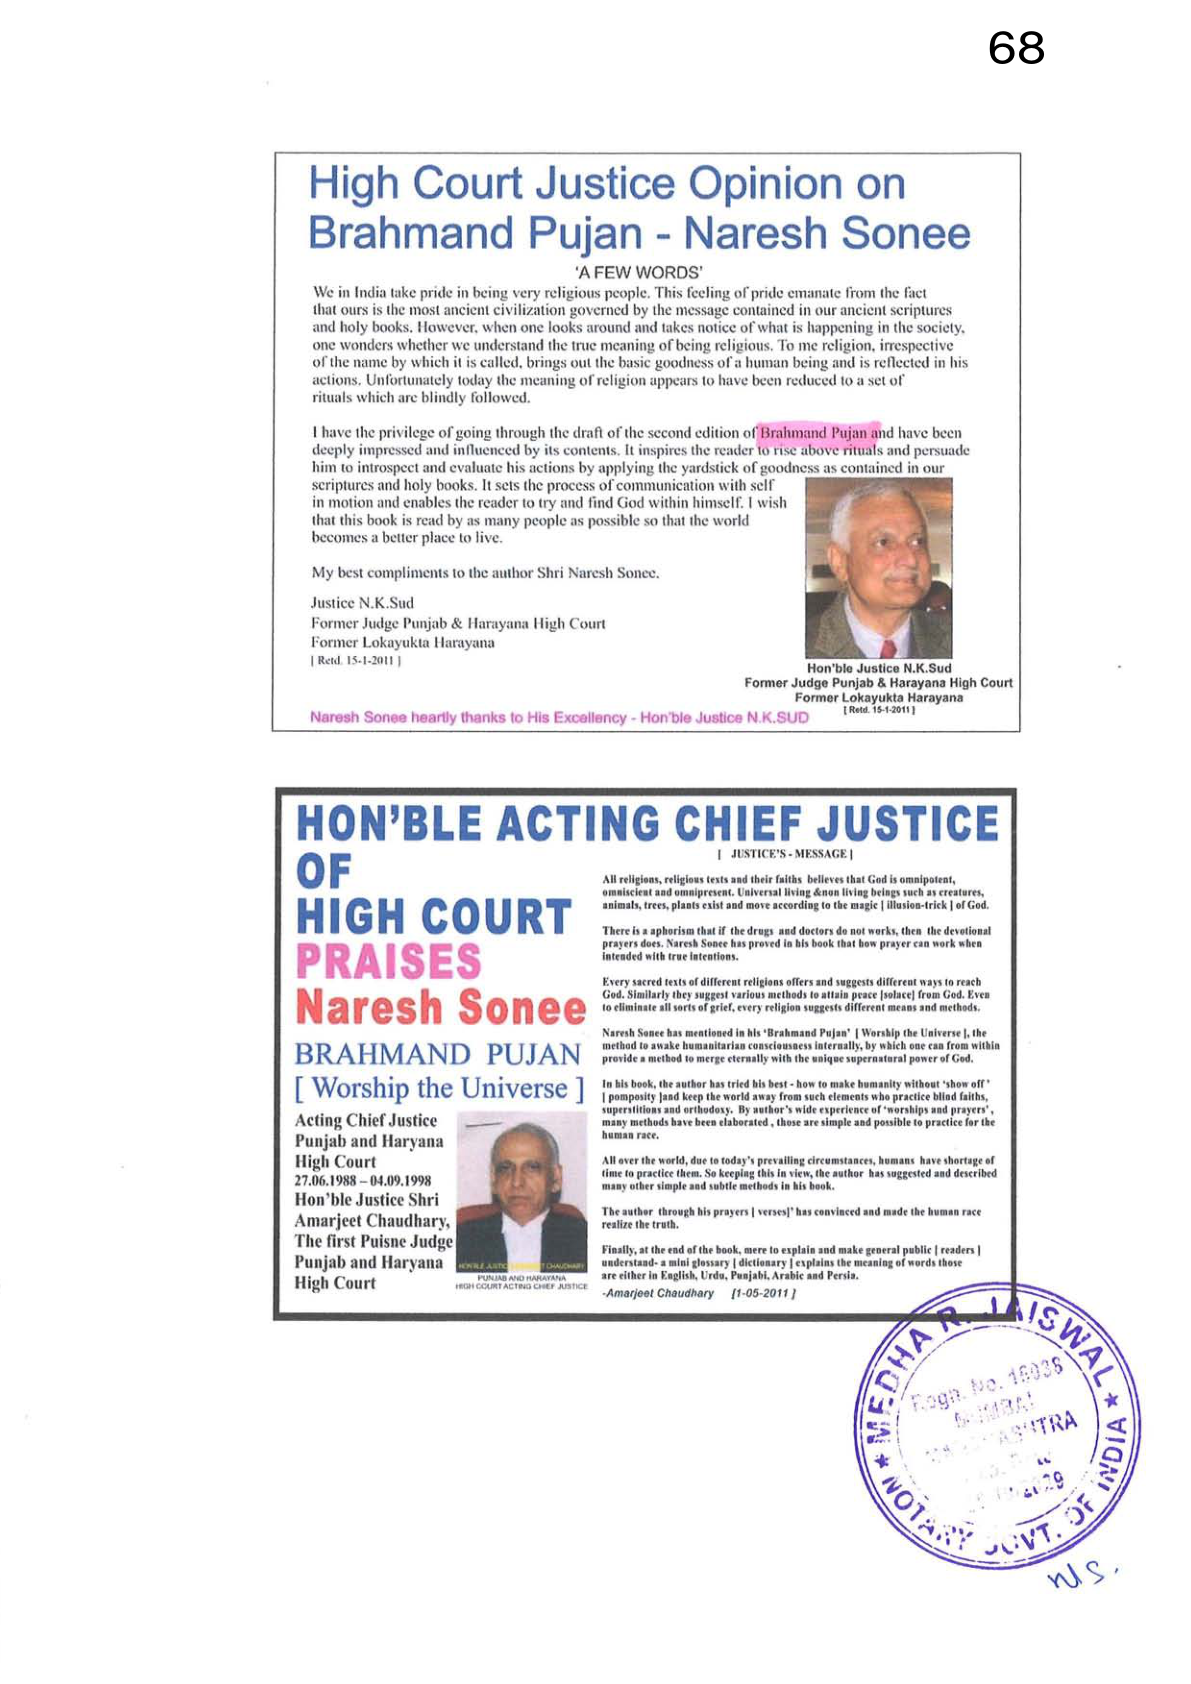 68
High Court Justice Opinion on
Brahmand Pujan - Naresh Sonee
'A FEW WORDS'
We in India take pride in being very religious people. This feeling of pride emanate from the fact
that ours is the most ancient civilization governed by the message contained in our ancient scriptures
and holy books. However, when one looks around and takes notice of what is happening in the society,
one wonders whether we understand the true meaning of being religious. To me religion, irrespective
of the name by which it is called, brings out the basic goodness of a human being and is reflected in his
actions. Unfortunately today the meaning of religion appears to have been reduced to a set of
rituals which are blindly followed.
I have the privilege of going through the draft of the second edition of Brahmand Pujan and have been
deeply impressed and influenced by its contents. It inspires the reader to rise above rituals and persuade
him to introspect and evaluate his actions by applying the yardstick of goodness as contained in our
scriptures and holy books. It sets the process of communication with self
in motion and enables the reader to try and find God within himself. I wish
that this book is read by as many people as possible so that the world
becomes a better place to live.
My best compliments to the author Shri Naresh Sonee.
Justice N.K.Sud
Former Judge Punjab & Harayana High Court
Former Lokayukta Harayana
[ Retd. 15-1-2011 ]
Hon'ble Justice N.K.Sud
Former Judge Punjab & Harayana High Court
Former Lokayukta Harayana
[ Retd. 15-1-2011 ]
Naresh Sonee heartly thanks to His Excellency - Hon'ble Justice N.K.SUD
HON'BLE ACTING CHIEF JUSTICE
OF
HIGH COURT
PRAISES
Naresh Sonee
BRAHMAND PUJAN
[ Worship the Universe ]
Acting Chief Justice
Punjab and Haryana
High Court
27.06.1988 – 04.09.1998
Hon'ble Justice Shri
Amarjeet Chaudhary,
The first Puisne Judge
Punjab and Haryana
High Court
HON'BLE JUSTICE CHAUDHARY
PUNJAB AND HARAYANA
HIGH COURT ACTING CHIEF JUSTICE
[ JUSTICE'S - MESSAGE ]
All religions, religious texts and their faiths believes that God is omnipotent,
omniscient and omnipresent. Universal living &non living beings such as creatures,
animals, trees, plants exist and move according to the magic [ illusion-trick ] of God.
There is a aphorism that if the drugs and doctors do not works, then the devotional
prayers does. Naresh Sonee has proved in his book that how prayer can work when
intended with true intentions.
Every sacred texts of different religions offers and suggests different ways to reach
God. Similarly they suggest various methods to attain peace [solace] from God. Even
to eliminate all sorts of grief, every religion suggests different means and methods.
Naresh Sonee has mentioned in his 'Brahmand Pujan' [ Worship the Universe ], the
method to awake humanitarian consciousness internally, by which one can from within
provide a method to merge eternally with the unique supernatural power of God.
In his book, the author has tried his best - how to make humanity without 'show off'
[ pomposity ]and keep the world away from such elements who practice blind faiths,
superstitions and orthodoxy. By author's wide experience of 'worships and prayers',
many methods have been elaborated , those are simple and possible to practice for the
human race.
All over the world, due to today's prevailing circumstances, humans have shortage of
time to practice them. So keeping this in view, the author has suggested and described
many other simple and subtle methods in his book.
The author through his prayers [ verses]' has convinced and made the human race
realize the truth.
Finally, at the end of the book, mere to explain and make general public [ readers ]
understand- a mini glossary [ dictionary ] explains the meaning of words those
are either in English, Urdu, Punjabi, Arabic and Persia.
-Amarjeet Chaudhary [1-05-2011 ]
MEDHA R. JAISWAL
Regn. No. 16036
MUMBAI
MAHARASHTRA
NOTARY GOVT. OF INDIA
N.S.